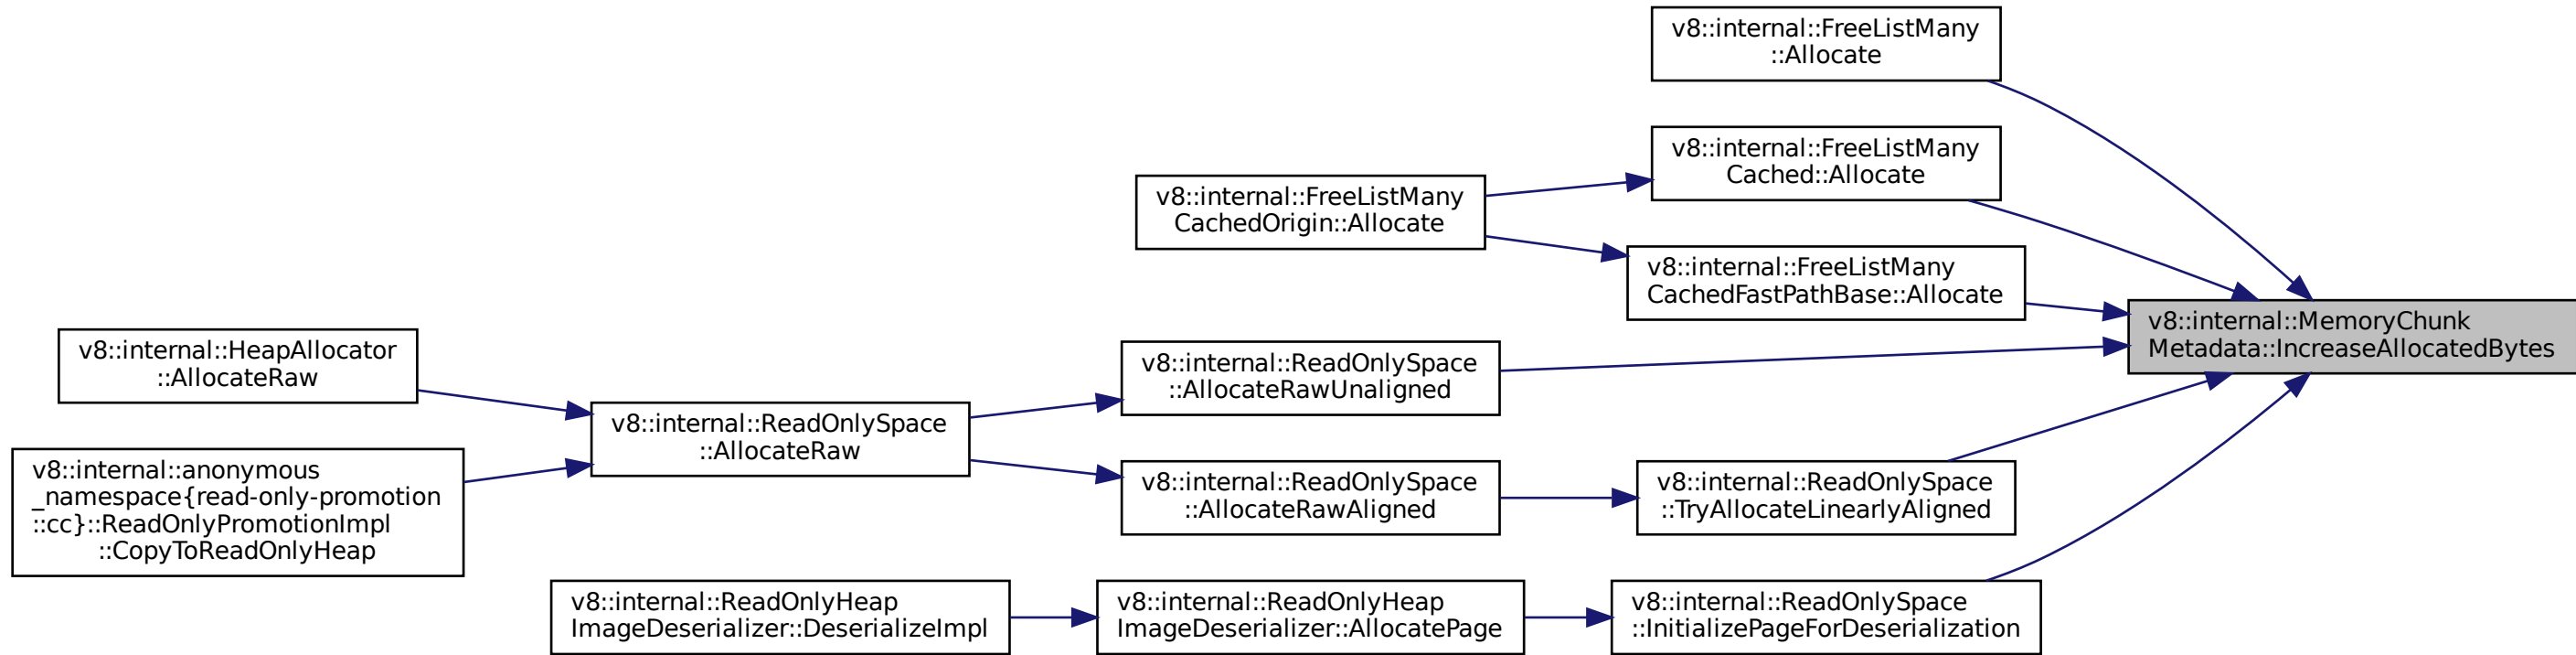 v8::internal::FreeListMany
::Allocate
v8::internal::FreeListMany
Cached::Allocate
v8::internal::FreeListMany
CachedOrigin::Allocate
v8::internal::FreeListMany
CachedFastPathBase::Allocate
v8::internal::MemoryChunk
Metadata::IncreaseAllocatedBytes
v8::internal::HeapAllocator
::AllocateRaw
v8::internal::ReadOnlySpace
::AllocateRawUnaligned
v8::internal::ReadOnlySpace
::AllocateRaw
v8::internal::anonymous
_namespace{read-only-promotion
::cc}::ReadOnlyPromotionImpl
::CopyToReadOnlyHeap
v8::internal::ReadOnlySpace
::AllocateRawAligned
v8::internal::ReadOnlySpace
::TryAllocateLinearlyAligned
v8::internal::ReadOnlyHeap
ImageDeserializer::DeserializeImpl
v8::internal::ReadOnlyHeap
ImageDeserializer::AllocatePage
v8::internal::ReadOnlySpace
::InitializePageForDeserialization